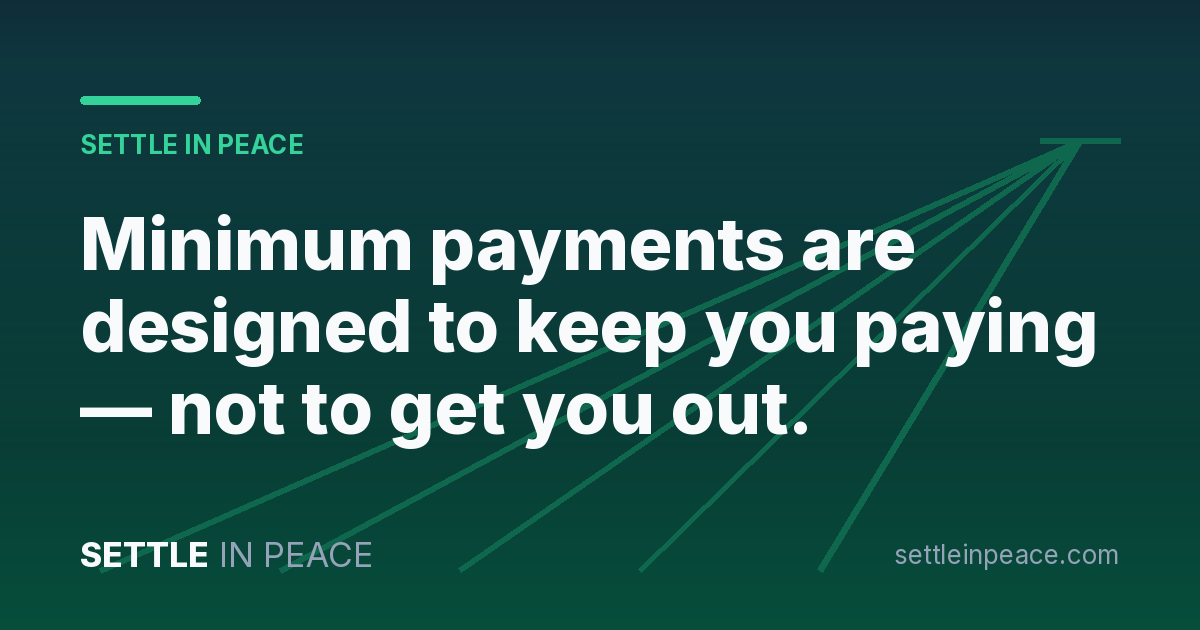 SETTLE IN PEACE
Minimum payments are
designed to keep you paying
— not to get you out.
SETTLE IN PEACE
settleinpeace.com